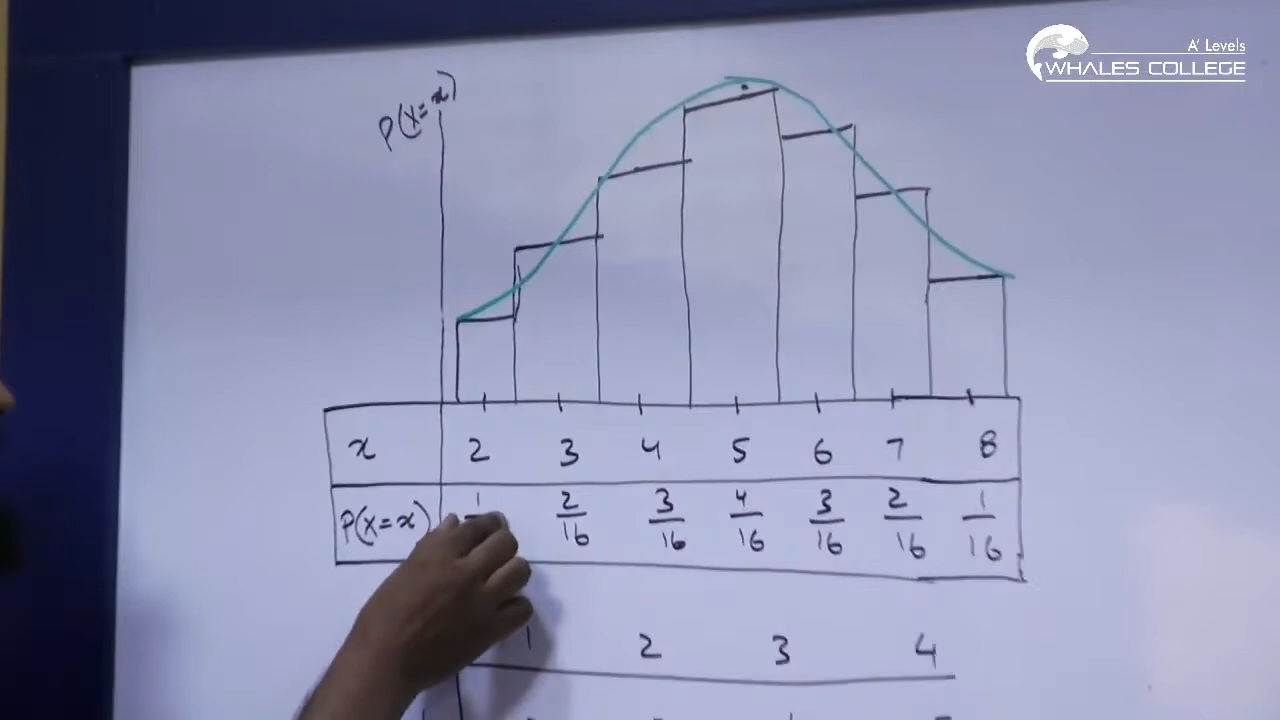 A' Levels
WHALES COLLEGE
P(X=x)
x 2 3 4 5 6 7 8
P(X=x) 1 2/16 3/16 4/16 3/16 2/16 1/16
1 2 3 4